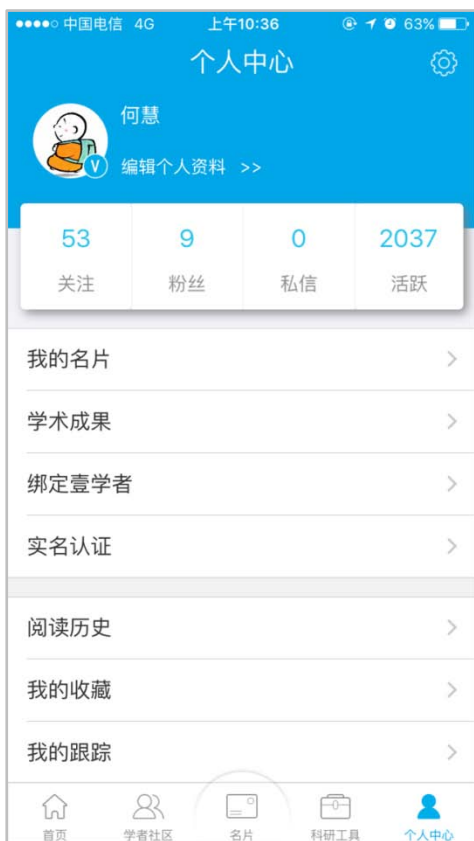 中国电信 4G 上午10:36 63%
个人中心
何慧
V
编辑个人资料 >>
53 9 0 2037
关注 粉丝 私信 活跃
我的名片
学术成果
绑定壹学者
实名认证
阅读历史
我的收藏
我的跟踪
首页 学者社区 名片 科研工具 个人中心